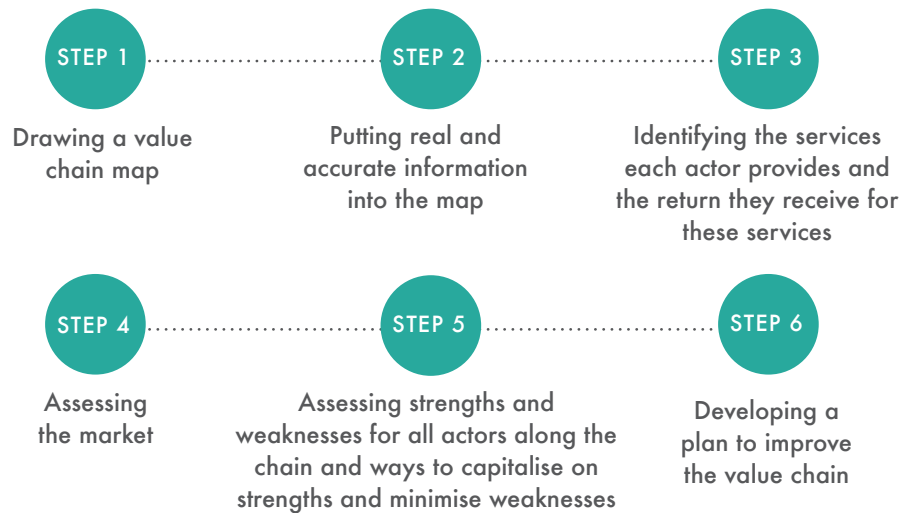 STEP 1
STEP 2
STEP 3
Drawing a value
chain map
Putting real and
accurate information
into the map
Identifying the services
each actor provides and
the return they receive for
these services
STEP 4
STEP 5
STEP 6
Assessing
the market
Assessing strengths and
weaknesses for all actors along the
chain and ways to capitalise on
strengths and minimise weaknesses
Developing a
plan to improve
the value chain